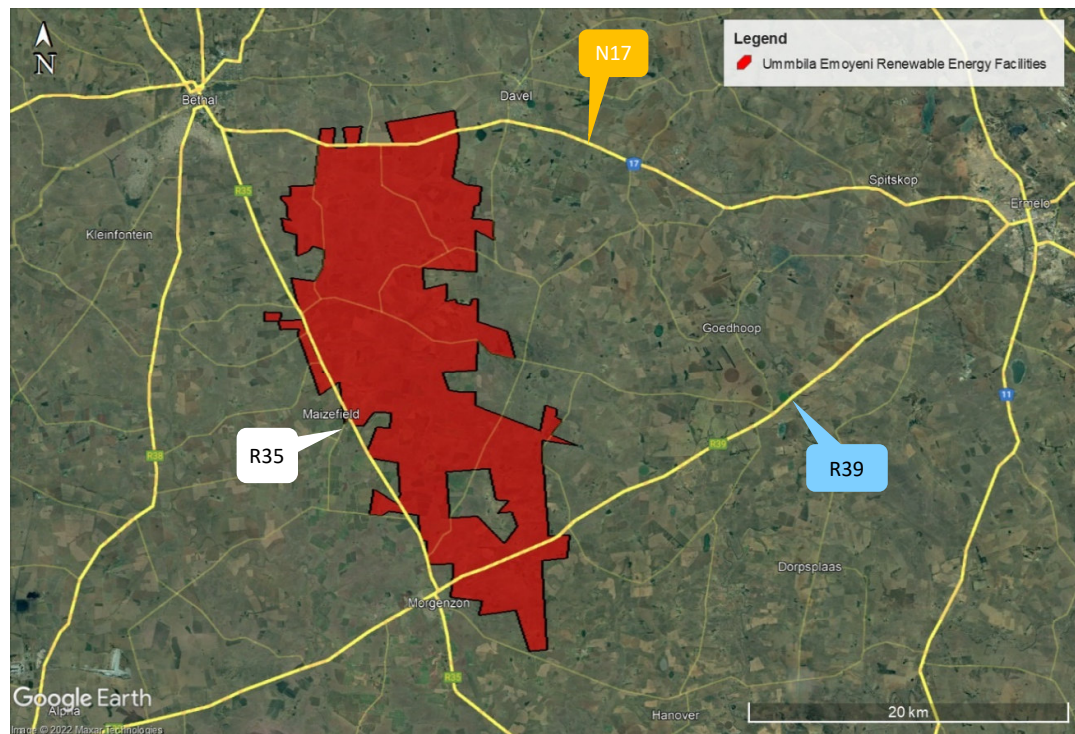 N
N17
Legend
Ummbila Emoyeni Renewable Energy Facilities
Bethal
Davel
17
R35
Spitskop
Ermelo
Kleinfontein
Goedhoop
11
Maizefield
R35
R38
R39
R39
Dorpsplaas
Morgenzon
R35
Google Earth
Alpha
Hanover
20 km
Image © 2022 Maxar Technologies